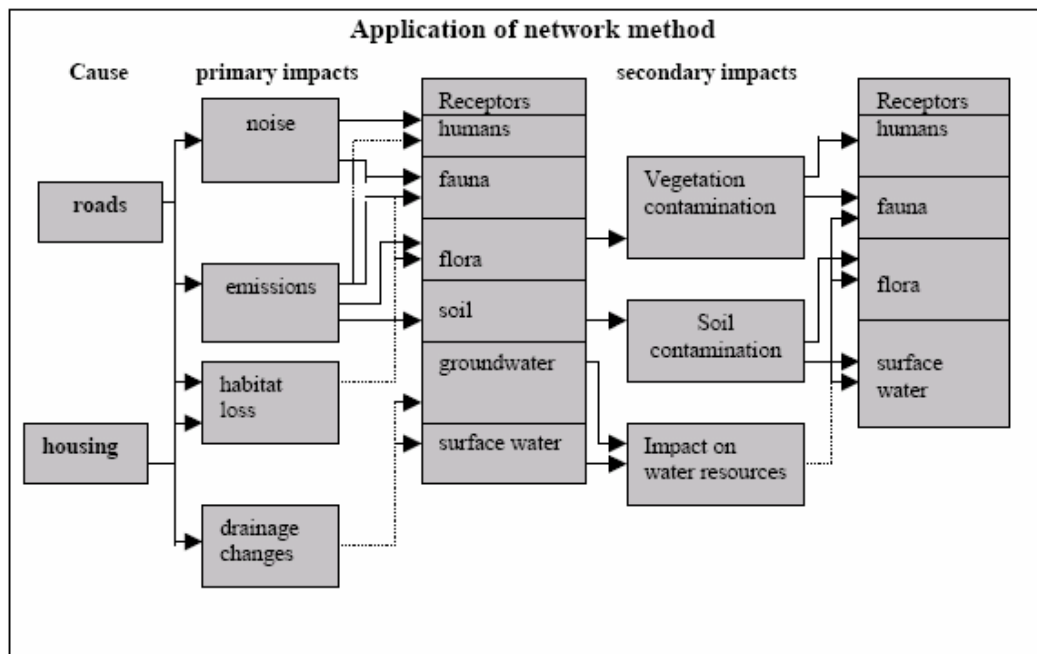 Application of network method
Cause
primary impacts
secondary impacts
roads
housing
noise
emissions
habitat
loss
drainage
changes
Receptors
humans
fauna
flora
soil
groundwater
surface water
Vegetation
contamination
Soil
contamination
Impact on
water resources
Receptors
humans
fauna
flora
surface
water